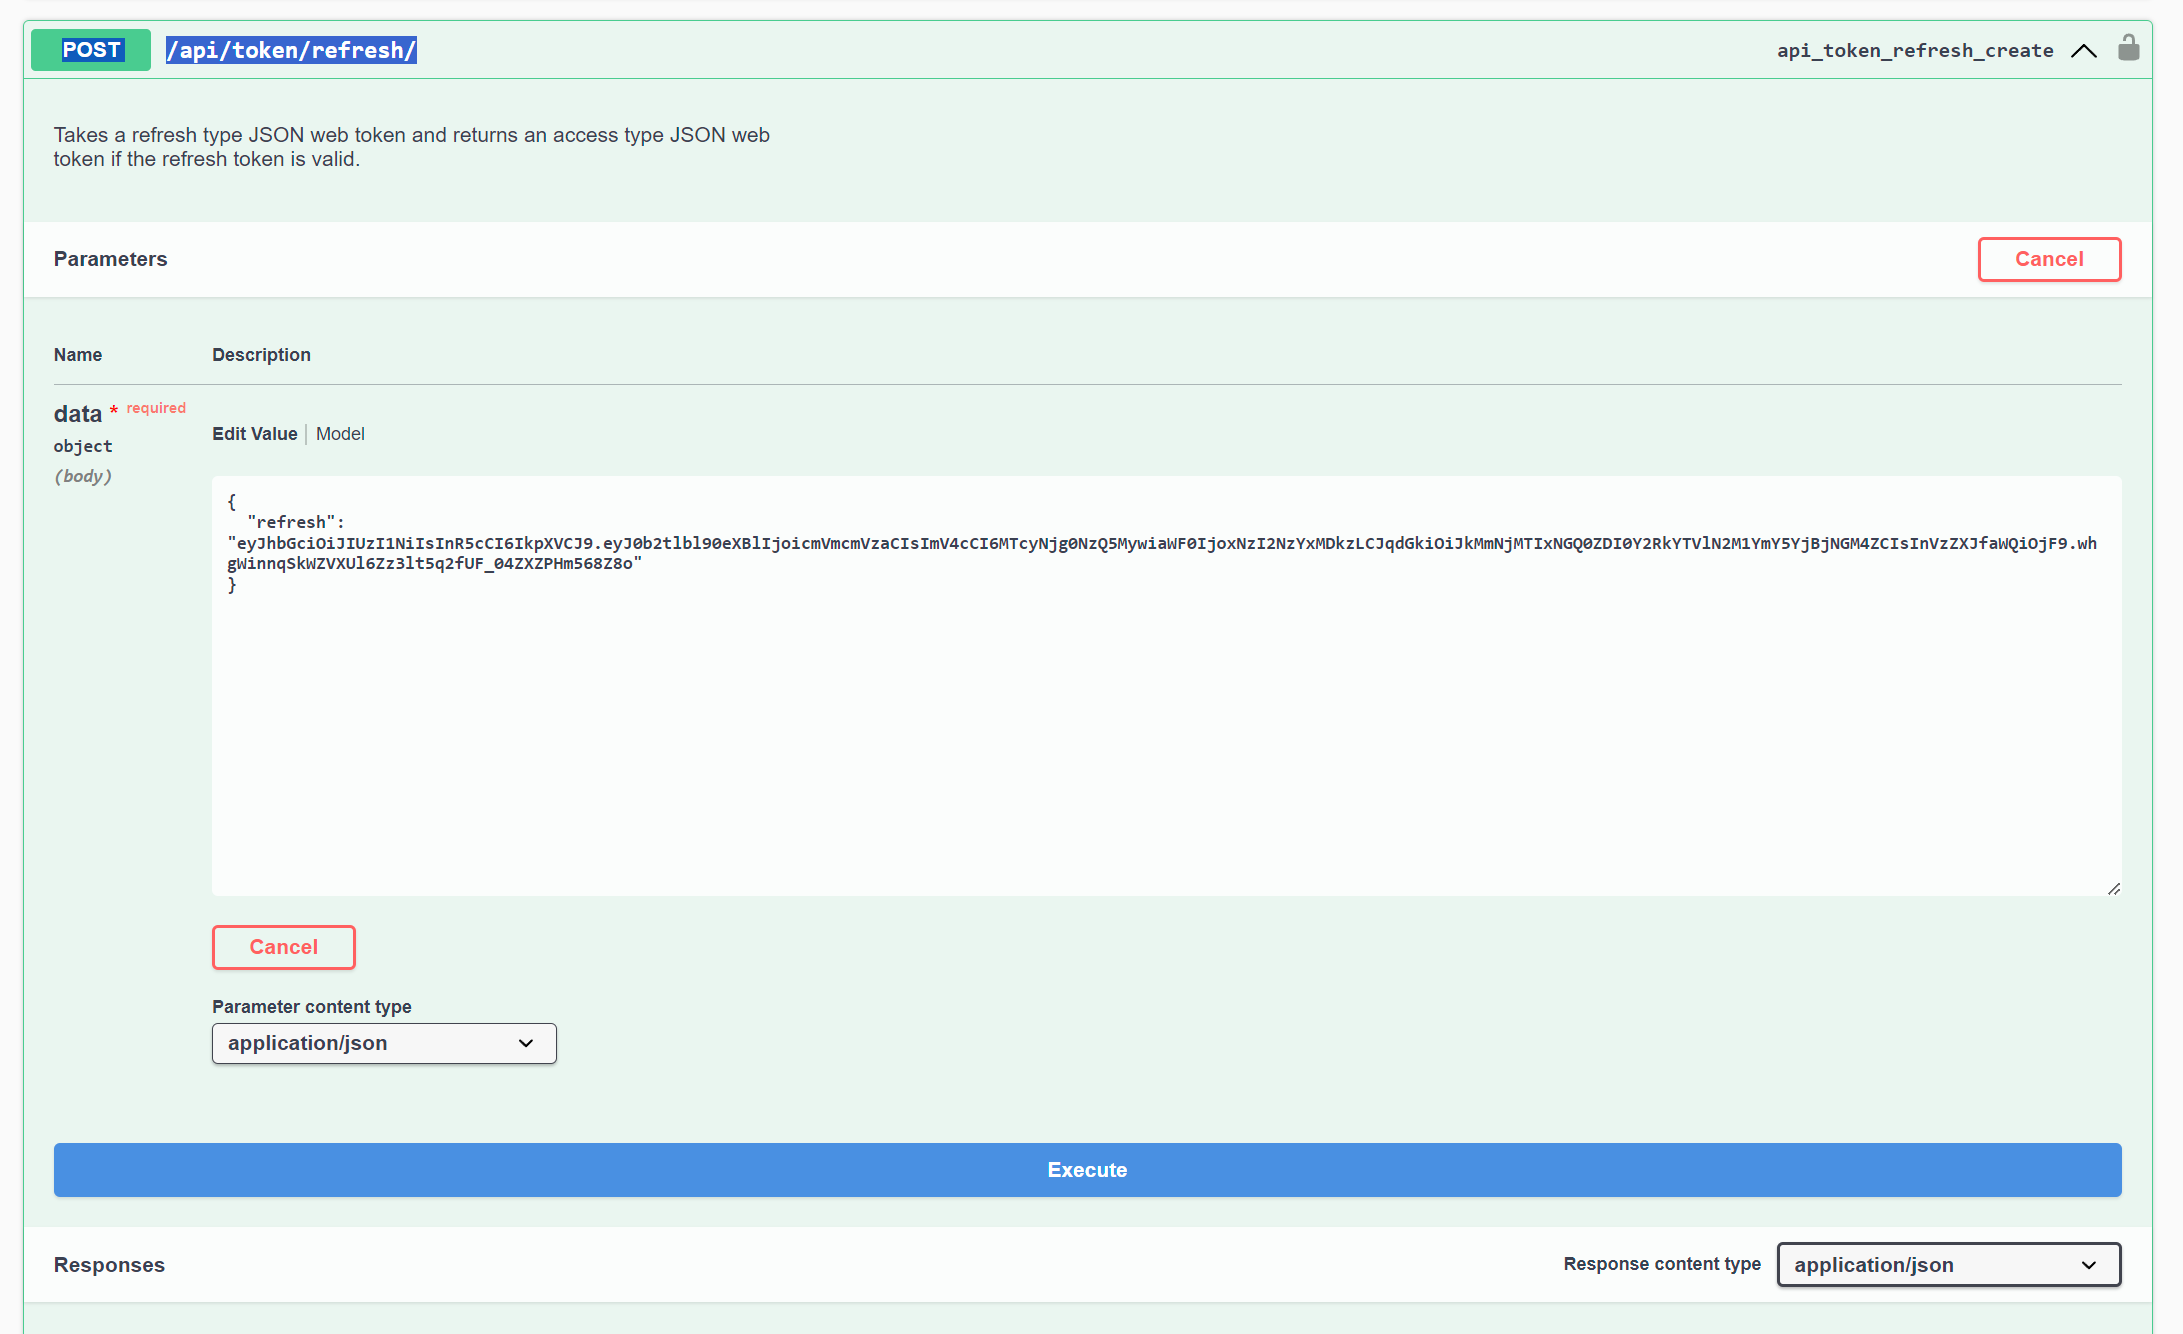 POST /api/token/refresh/ api_token_refresh_create
Takes a refresh type JSON web token and returns an access type JSON web
token if the refresh token is valid.
Parameters Cancel
Name Description
data * required
object
(body)
Edit Value Model
{
"refresh":
"eyJhbGciOiJIUzI1NiIsInR5cCI6IkpXVCJ9.eyJ0b2tlbl90eXBlIjoicmVmcmVzaCIsImV4cCI6MTcyNjg0NzQ5MywiaWF0IjoxNzI2NzYxMDkzLCJqdGkiOiJkMmNjMTIxNGQ0ZDI0Y2RkYTVlN2M1YmY5YjBjNGM4ZCIsInVzZXJfaWQiOjF9.wh
gWinnqSkWZVXUl6Zz3lt5q2fUF_04ZXZPHm568Z8o"
}
Cancel
Parameter content type
application/json
Execute
Responses Response content type application/json